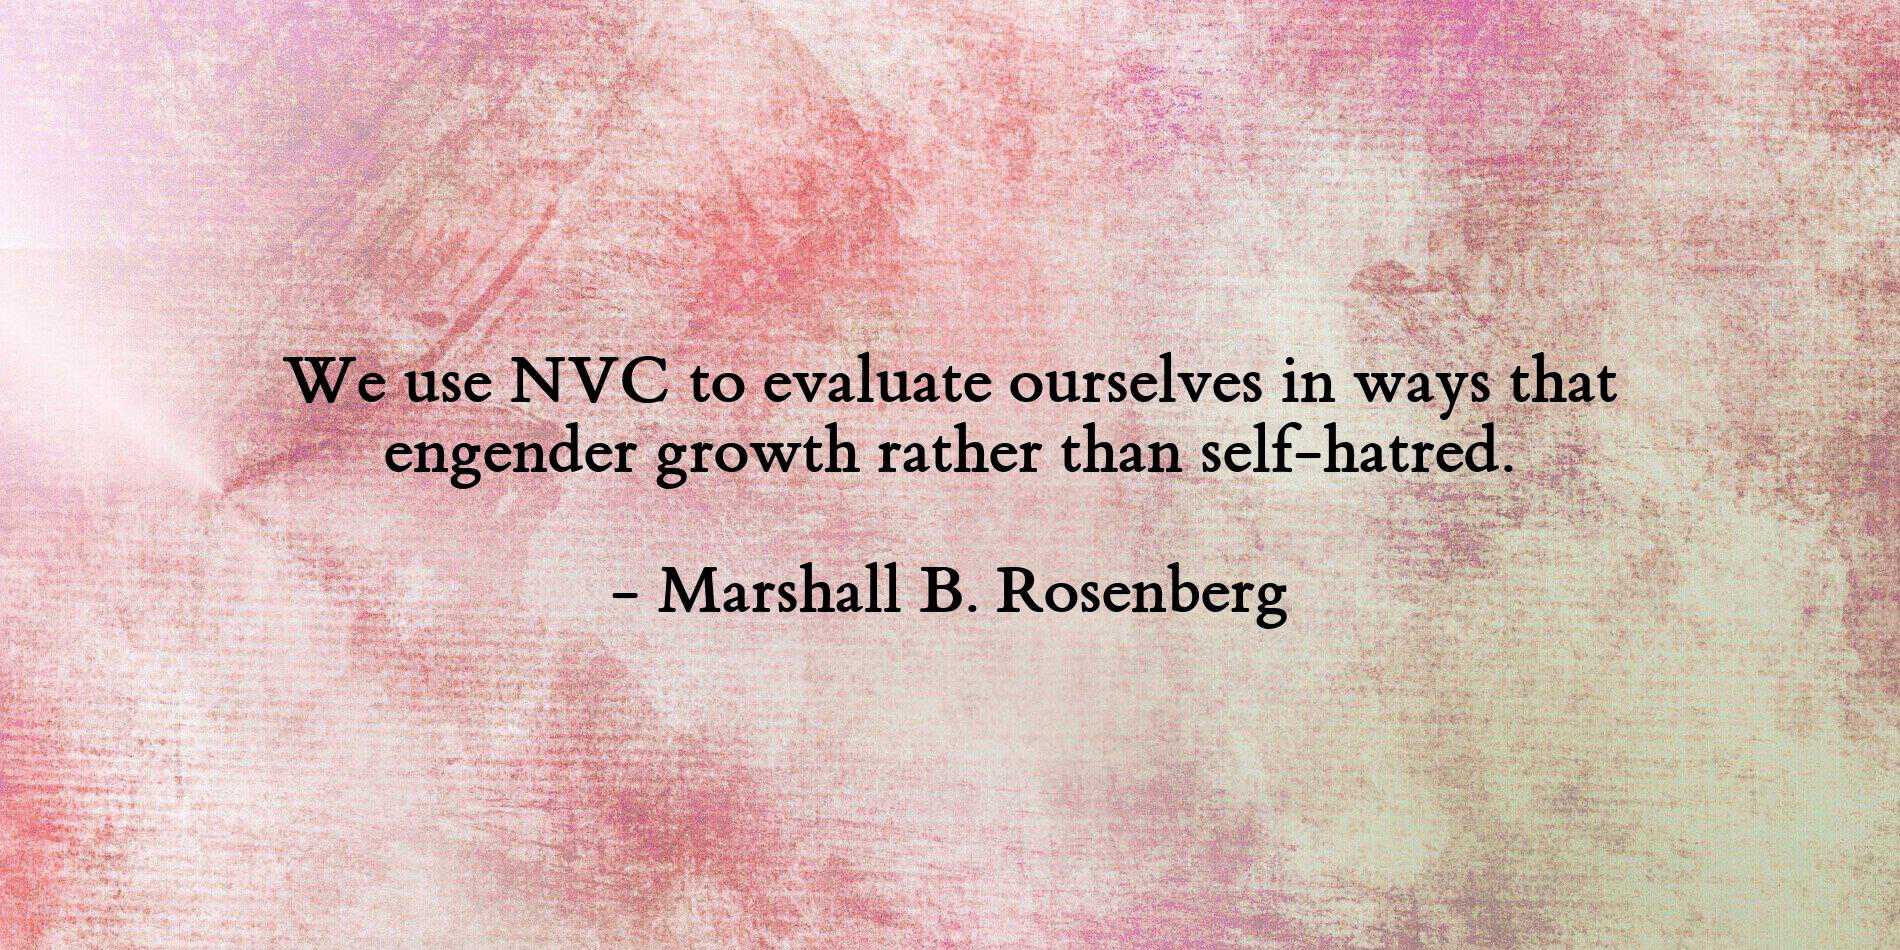 We use NVC to evaluate ourselves in ways that
engender growth rather than self-hatred.
- Marshall B. Rosenberg